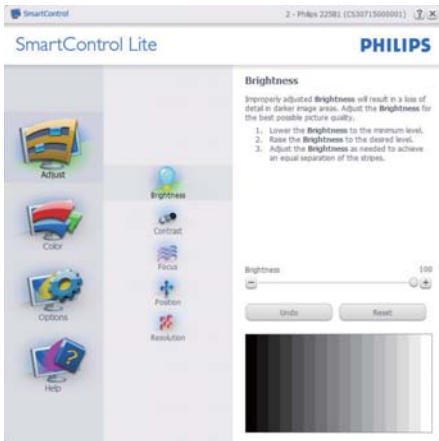 SmartControl
2 - Philips 225B1 (CS30715000001)
SmartControl Lite
PHILIPS
Adjust
Color
Options
Help
Brightness
Contrast
Focus
Position
Resolution
Brightness
Improperly adjusted Brightness will result in a loss of
detail in darker image areas. Adjust the Brightness for
the best possible picture quality.
1. Lower the Brightness to the minimum level.
2. Raise the Brightness to the desired level.
3. Adjust the Brightness as needed to achieve
an equal separation of the stripes.
Brightness 100
Undo Reset